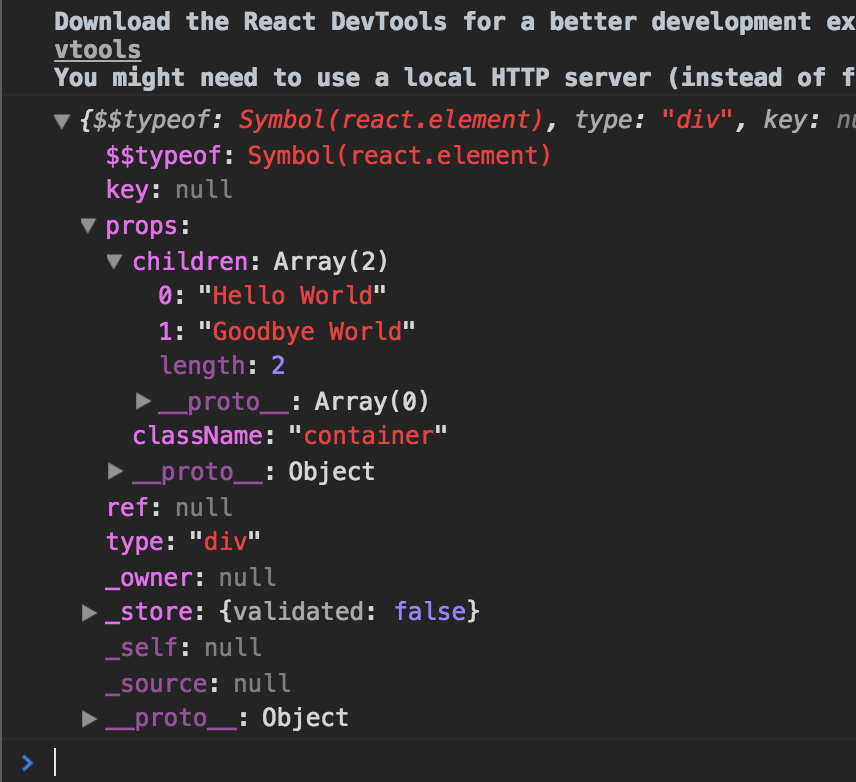 Download the React DevTools for a better development ex
vtools
You might need to use a local HTTP server (instead of f
▼ {$$typeof: Symbol(react.element), type: "div", key: nu
$$typeof: Symbol(react.element)
key: null
▼ props:
▼ children: Array(2)
0: "Hello World"
1: "Goodbye World"
length: 2
▶ __proto__: Array(0)
className: "container"
▶ __proto__: Object
ref: null
type: "div"
_owner: null
▶ _store: {validated: false}
_self: null
_source: null
▶ __proto__: Object